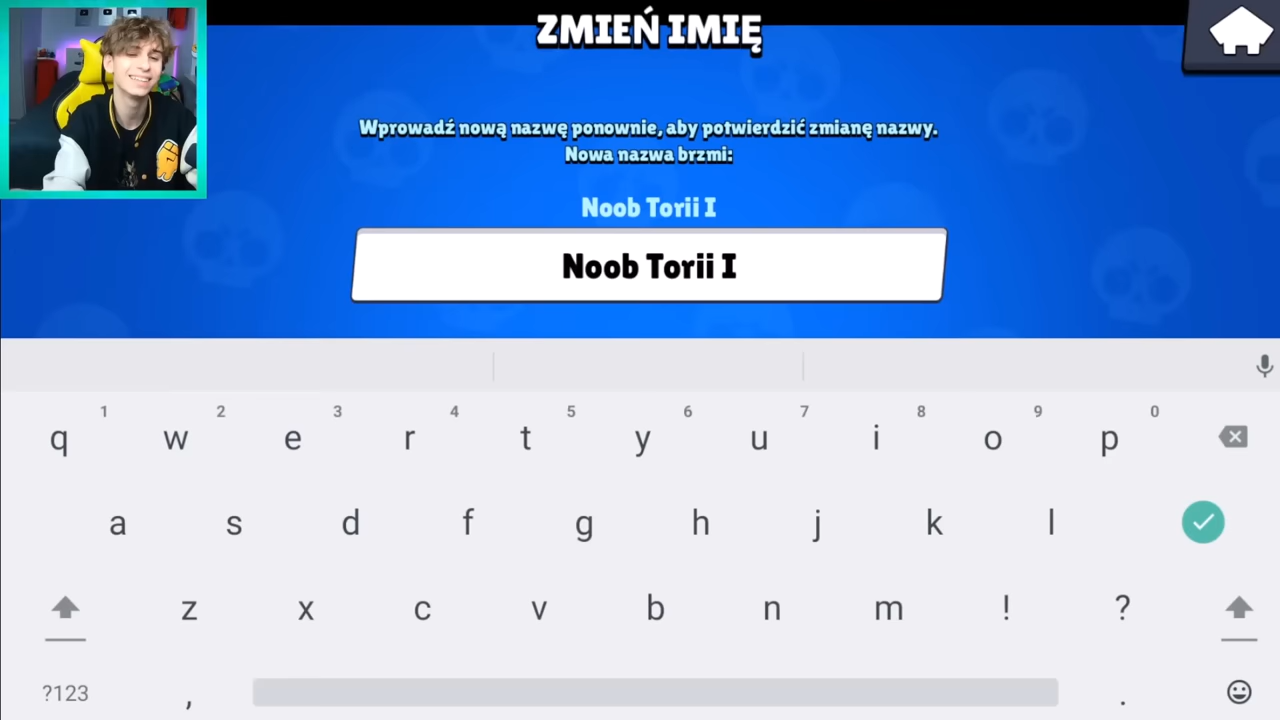 ZMIEŃ IMIĘ
Wprowadź nową nazwę ponownie, aby potwierdzić zmianę nazwy.
Nowa nazwa brzmi:
Noob Torii I
Noob Torii I
1 2 3 4 5 6 7 8 9 0
q w e r t y u i o p
a s d f g h j k l
z x c v b n m ! ?
?123 , .